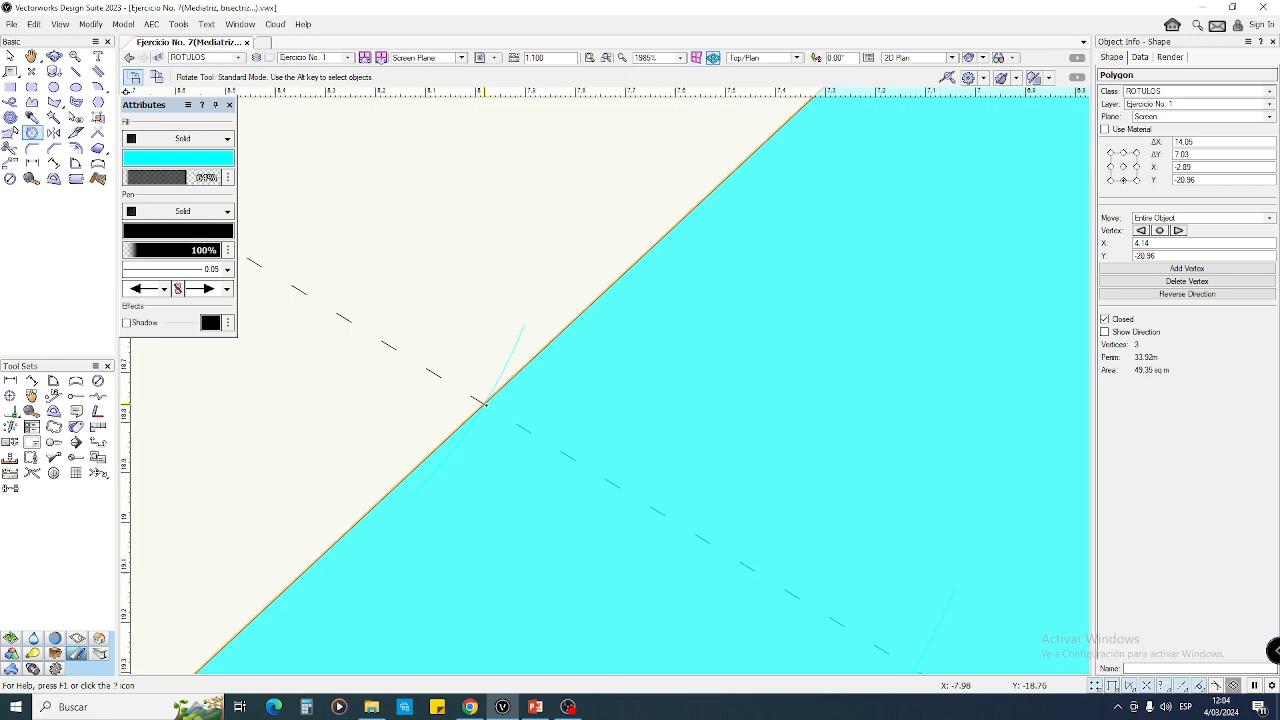 Vectorworks Design Suite 2023 - [Ejercicio No. 7(Mediatriz, bisectriz...).vwx]
File Edit View Modify Model AEC Tools Text Window Cloud Help
Sign In
Basic
Ejercicio No. 7(Mediatriz...
ROTULOS
Ejercicio No. 1
Screen Plane
1:100
1985%
Top/Plan
0.00°
2D Plan
Rotate Tool: Standard Mode. Use the Alt key to select objects.
Attributes
Fill
Solid
Pen
Solid
100%
0.05
Effects
Shadow
Tool Sets
Object Info - Shape
Shape Data Render
Polygon
Class: ROTULOS
Layer: Ejercicio No. 1
Plane: Screen
Use Material
ΔX: 14.05
ΔY: 7.03
X: -2.89
Y: -20.96
Move: Entire Object
Vertex:
X: 4.14
Y: -20.96
Add Vertex
Delete Vertex
Reverse Direction
Closed
Show Direction
Vertices: 3
Perim: 33.92m
Area: 49.35 sq m
Activar Windows
Ve a Configuración para activar Windows.
Name:
For Help, press F1 or click the ? icon
X: -7.98
Y: -18.76
Buscar
ESP
12:04
4/03/2024